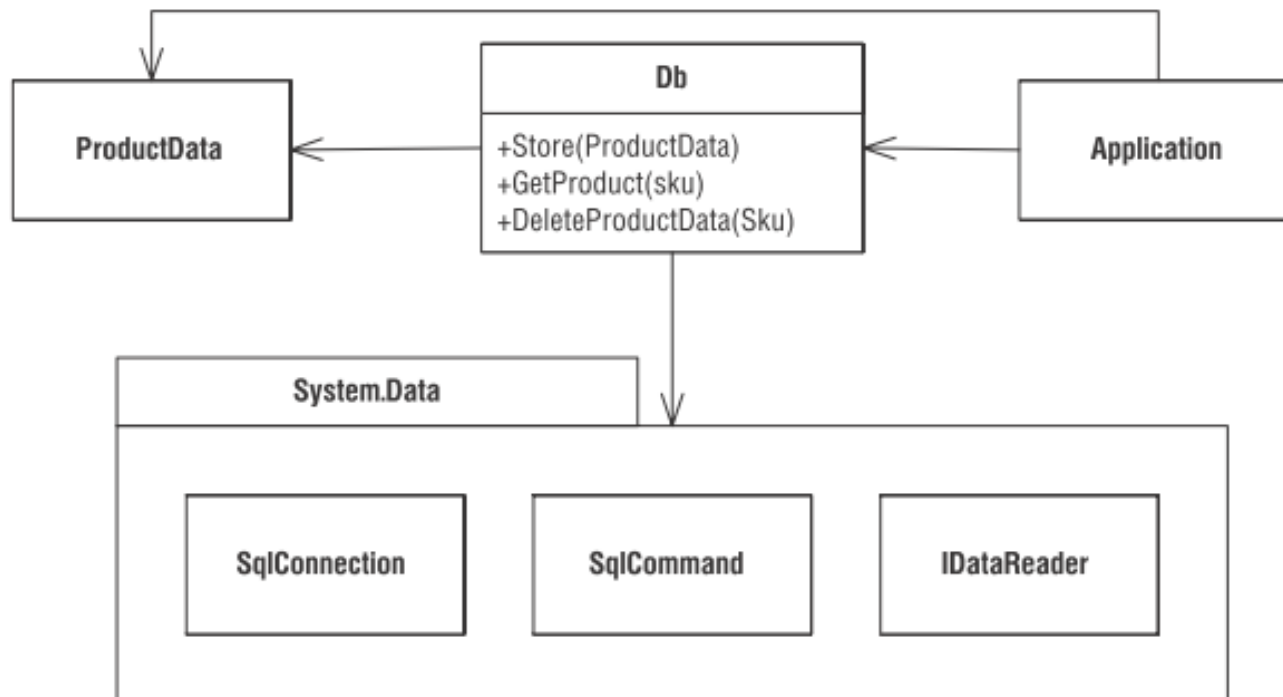 Db
ProductData
+Store(ProductData)
+GetProduct(sku)
+DeleteProductData(Sku)
Application
System.Data
SqlConnection
SqlCommand
IDataReader